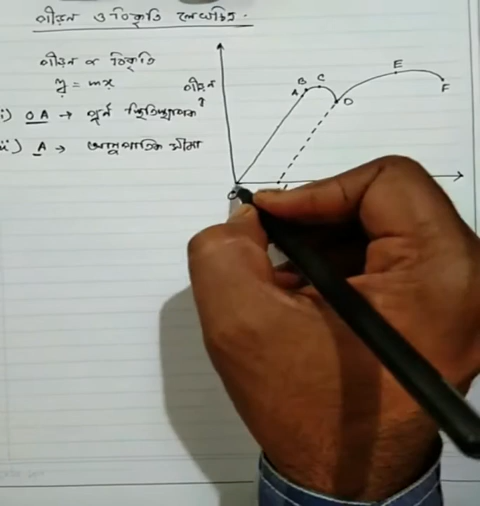 পীড়ন ও বিকৃতি লেখচিত্র.
পীড়ন ∝ বিকৃতি
y = mx
i) OA → পূর্ন স্থিতিস্থাপক
ii) A → আনুপাতিক সীমা
পীড়ন
↑
A
B
C
D
E
F
O